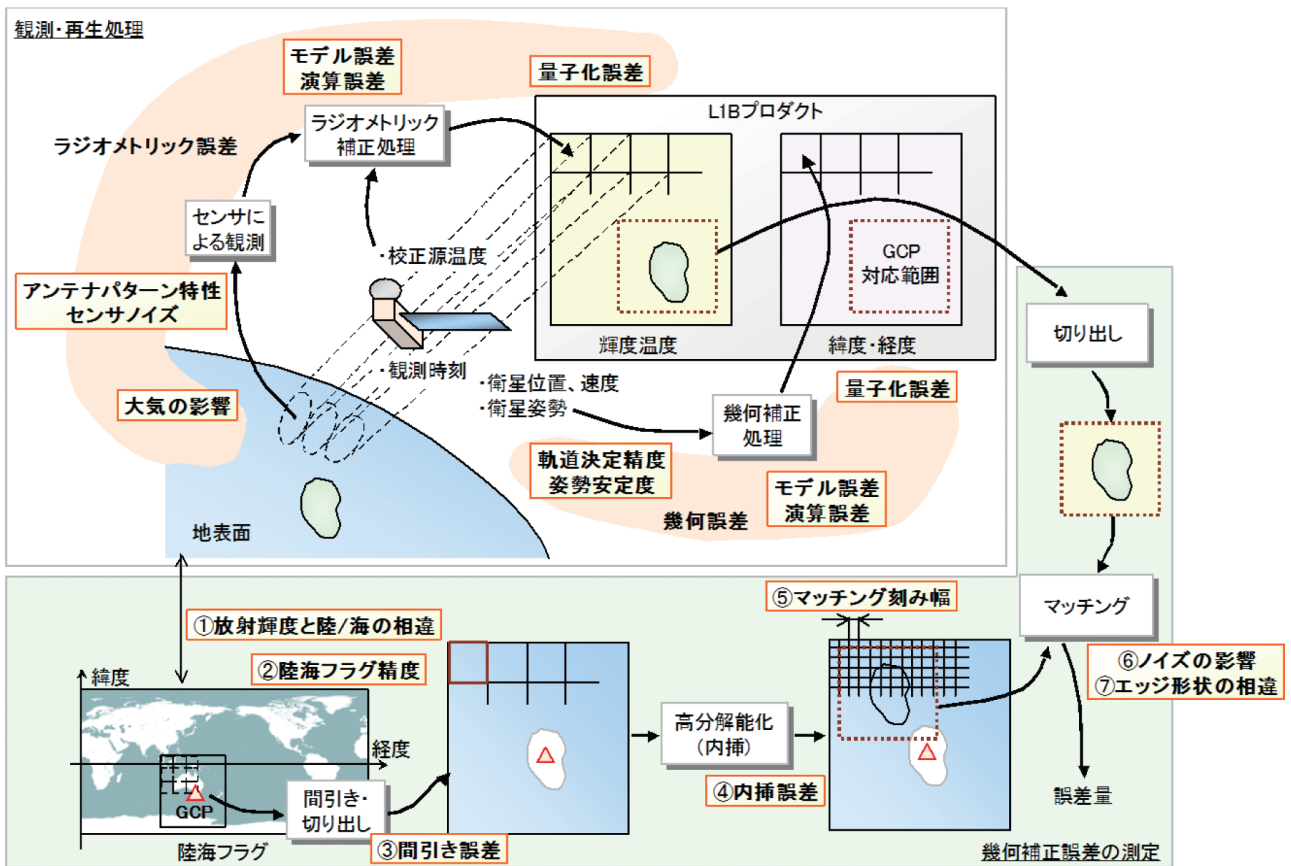 観測・再生処理
モデル誤差
演算誤差
量子化誤差
L1Bプロダクト
ラジオメトリック
補正処理
ラジオメトリック誤差
センサに
よる観測
・校正源温度
GCP
対応範囲
アンテナパターン特性
センサノイズ
切り出し
輝度温度
緯度・経度
・観測時刻
・衛星位置、速度
・衛星姿勢
量子化誤差
大気の影響
幾何補正
処理
軌道決定精度
姿勢安定度
モデル誤差
演算誤差
幾何誤差
地表面
⑤マッチング刻み幅
マッチング
①放射輝度と陸/海の相違
②陸海フラグ精度
⑥ノイズの影響
⑦エッジ形状の相違
緯度
経度
高分解能化
(内挿)
④内挿誤差
GCP
間引き・
切り出し
誤差量
③間引き誤差
陸海フラグ
幾何補正誤差の測定